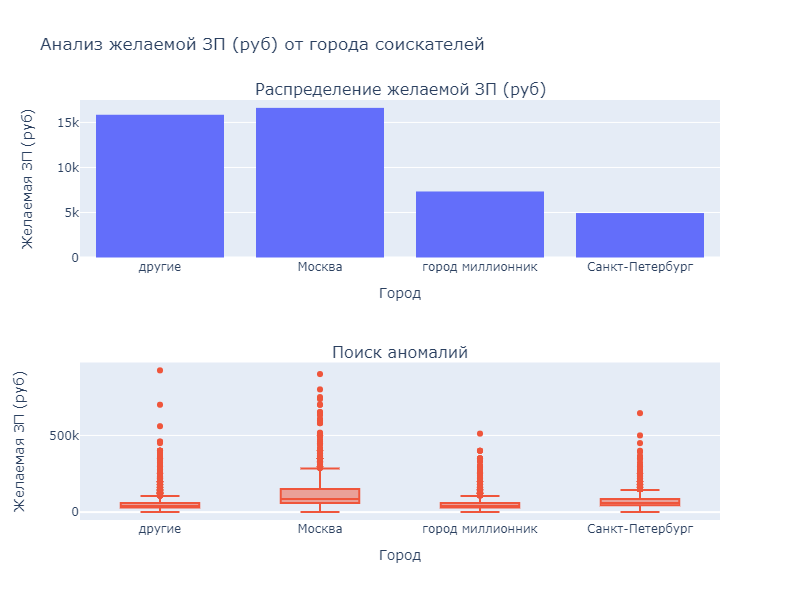 Анализ желаемой ЗП (руб) от города соискателей
Распределение желаемой ЗП (руб)
Желаемая ЗП (руб)
15k
10k
5k
0
другие
Москва
город миллионник
Санкт-Петербург
Город
Поиск аномалий
Желаемая ЗП (руб)
500k
0
другие
Москва
город миллионник
Санкт-Петербург
Город